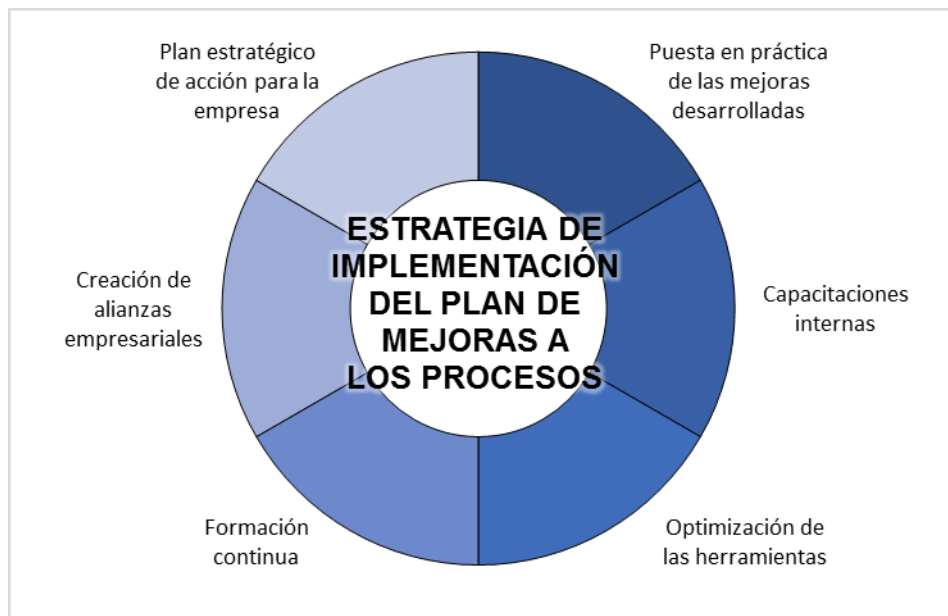 Plan estratégico
de acción para la
empresa
Puesta en práctica
de las mejoras
desarrolladas
ESTRATEGIA DE
IMPLEMENTACIÓN
DEL PLAN DE
MEJORAS A
LOS PROCESOS
Creación de
alianzas
empresariales
Capacitaciones
internas
Formación
continua
Optimización de
las herramientas